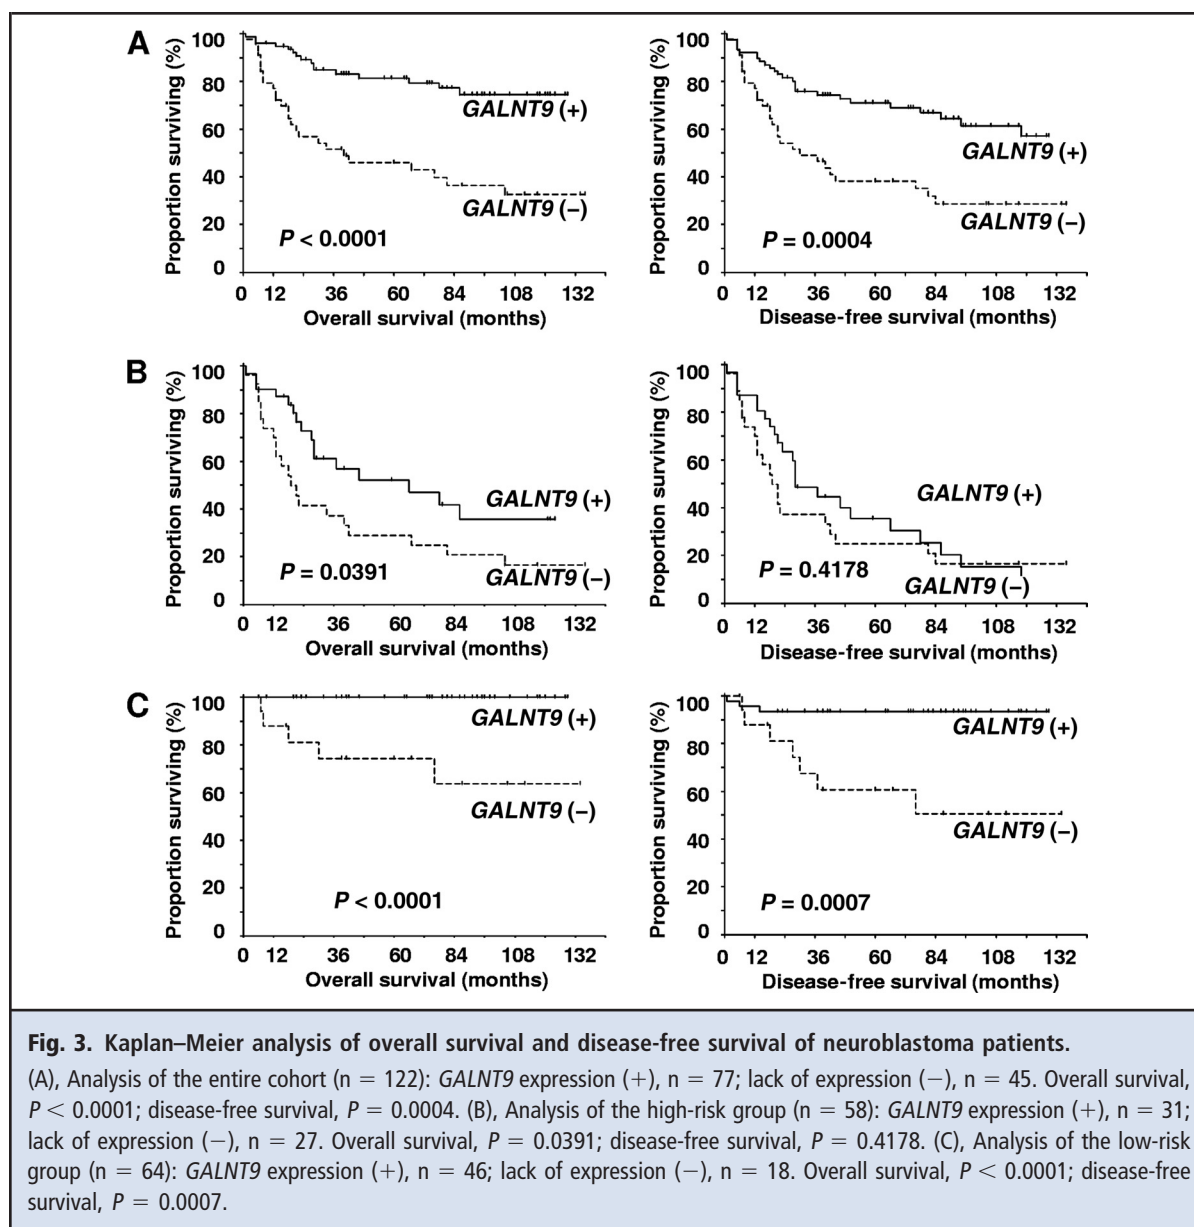 A
Proportion surviving (%)
100
80
60
40
20
0
GALNT9 (+)
GALNT9 (−)
P < 0.0001
0 12 36 60 84 108 132
Overall survival (months)
Proportion surviving (%)
100
80
60
40
20
0
GALNT9 (+)
GALNT9 (−)
P = 0.0004
0 12 36 60 84 108 132
Disease-free survival (months)
B
Proportion surviving (%)
100
80
60
40
20
0
GALNT9 (+)
P = 0.0391
GALNT9 (−)
0 12 36 60 84 108 132
Overall survival (months)
Proportion surviving (%)
100
80
60
40
20
0
GALNT9 (+)
P = 0.4178
GALNT9 (−)
0 12 36 60 84 108 132
Disease-free survival (months)
C
Proportion surviving (%)
100
80
60
40
20
0
GALNT9 (+)
GALNT9 (−)
P < 0.0001
0 12 36 60 84 108 132
Overall survival (months)
Proportion surviving (%)
100
80
60
40
20
0
GALNT9 (+)
GALNT9 (−)
P = 0.0007
0 12 36 60 84 108 132
Disease-free survival (months)
Fig. 3. Kaplan–Meier analysis of overall survival and disease-free survival of neuroblastoma patients.
(A), Analysis of the entire cohort (n = 122): GALNT9 expression (+), n = 77; lack of expression (−), n = 45. Overall survival,
P < 0.0001; disease-free survival, P = 0.0004. (B), Analysis of the high-risk group (n = 58): GALNT9 expression (+), n = 31;
lack of expression (−), n = 27. Overall survival, P = 0.0391; disease-free survival, P = 0.4178. (C), Analysis of the low-risk
group (n = 64): GALNT9 expression (+), n = 46; lack of expression (−), n = 18. Overall survival, P < 0.0001; disease-free
survival, P = 0.0007.